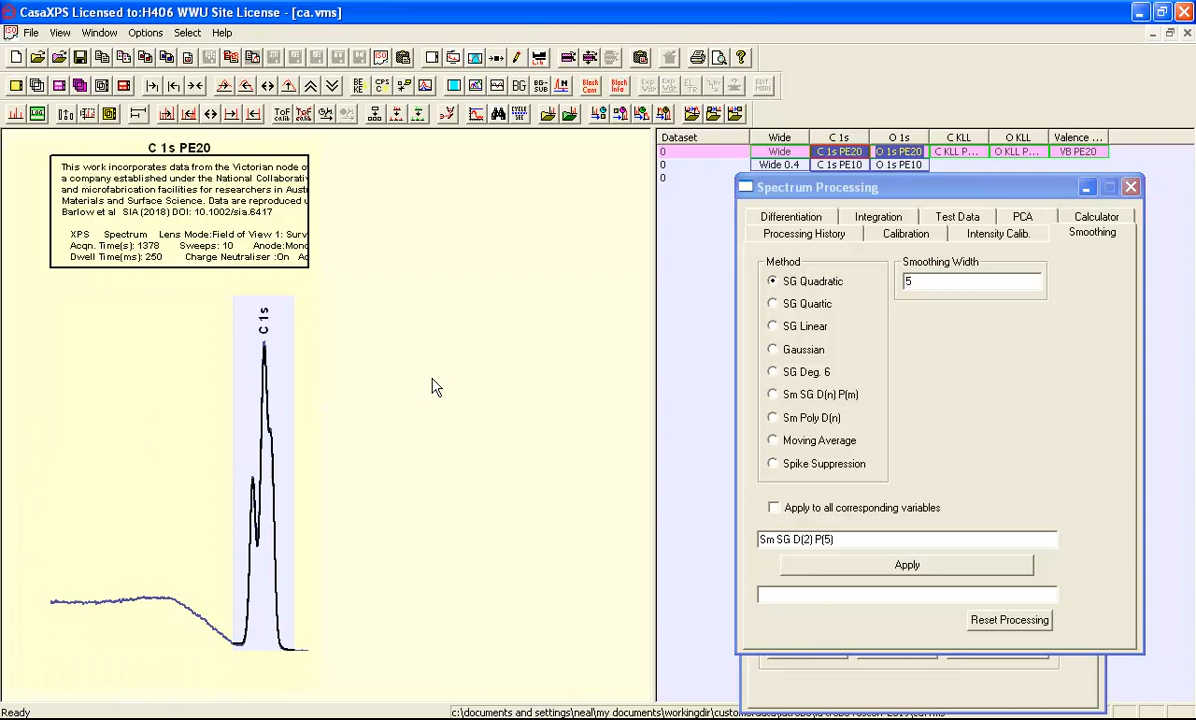 CasaXPS Licensed to:H406 WWU Site License - [ca.vms]
File View Window Options Select Help
C 1s PE20
This work incorporates data from the Victorian node o
a company established under the National Collaborati
and microfabrication facilities for researchers in Austr
Materials and Surface Science. Data are reproduced u
Barlow et al SIA (2018) DOI: 10.1002/sia.6417
XPS Spectrum Lens Mode:Field of View 1: Surv
Acqn. Time(s): 1378 Sweeps: 10 Anode:Mono
Dwell Time(ms): 250 Charge Neutraliser :On Ac
C 1s
Dataset Wide C 1s O 1s C KLL O KLL Valence ...
0 Wide C 1s PE20 O 1s PE20 C KLL P... O KLL P... VB PE20
0 Wide 0.4 C 1s PE10 O 1s PE10
0
Spectrum Processing
Differentiation Integration Test Data PCA Calculator
Processing History Calibration Intensity Calib. Smoothing
Method
SG Quadratic
SG Quartic
SG Linear
Gaussian
SG Deg. 6
Sm SG D(n) P(m)
Sm Poly D(n)
Moving Average
Spike Suppression
Smoothing Width
5
Apply to all corresponding variables
Sm SG D(2) P(5)
Apply
Reset Processing
Ready